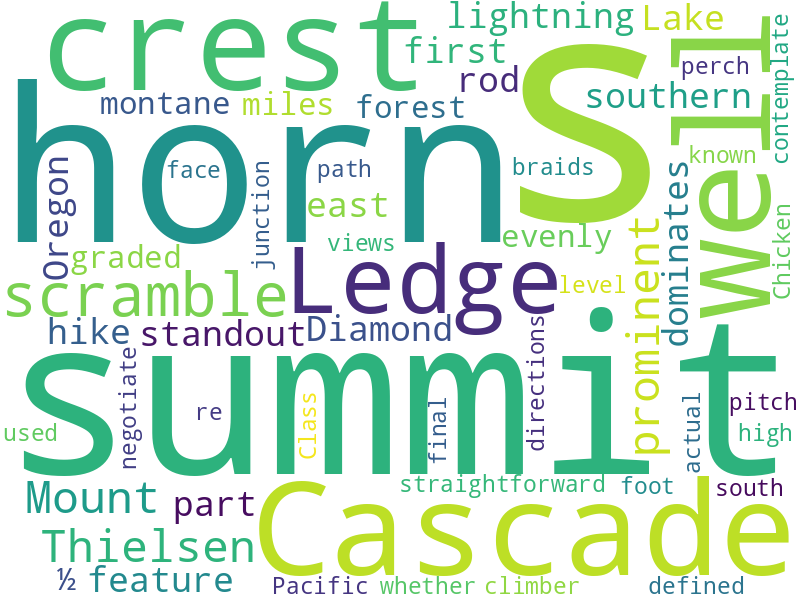 lightning
Lake
crest
first
perch
rod
contemplate
montane
miles
forest
southern
horn
S
well
face
path
braids
known
Oregon
junction
east
dominates
graded
views
evenly
prominent
Chicken
scramble
Ledge
level
hike
standout
Diamond
directions
summit
negotiate
used
re
Class
final
actual
pitch
high
Mount
part
Cascade
straightforward
foot
south
Thielsen
½
feature
Pacific
whether
climber
defined